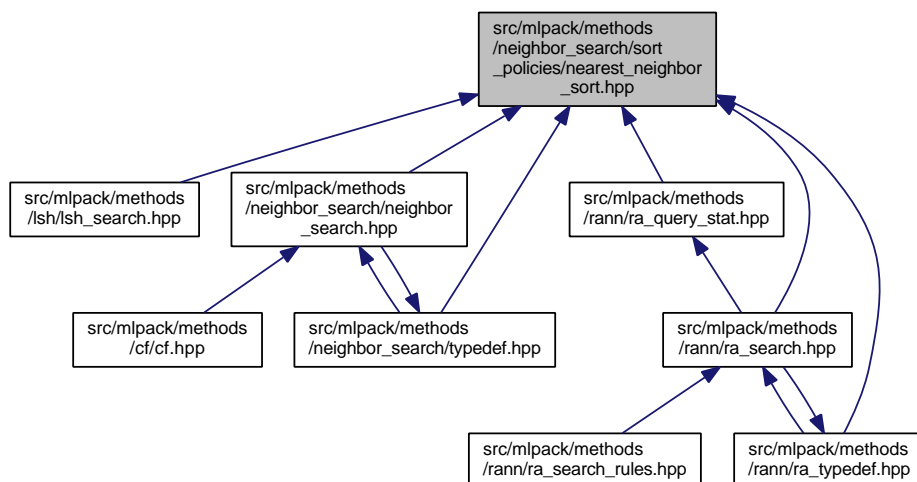 src/mlpack/methods
/neighbor_search/sort
_policies/nearest_neighbor
_sort.hpp
src/mlpack/methods
/lsh/lsh_search.hpp
src/mlpack/methods
/neighbor_search/neighbor
_search.hpp
src/mlpack/methods
/rann/ra_query_stat.hpp
src/mlpack/methods
/cf/cf.hpp
src/mlpack/methods
/neighbor_search/typedef.hpp
src/mlpack/methods
/rann/ra_search.hpp
src/mlpack/methods
/rann/ra_search_rules.hpp
src/mlpack/methods
/rann/ra_typedef.hpp